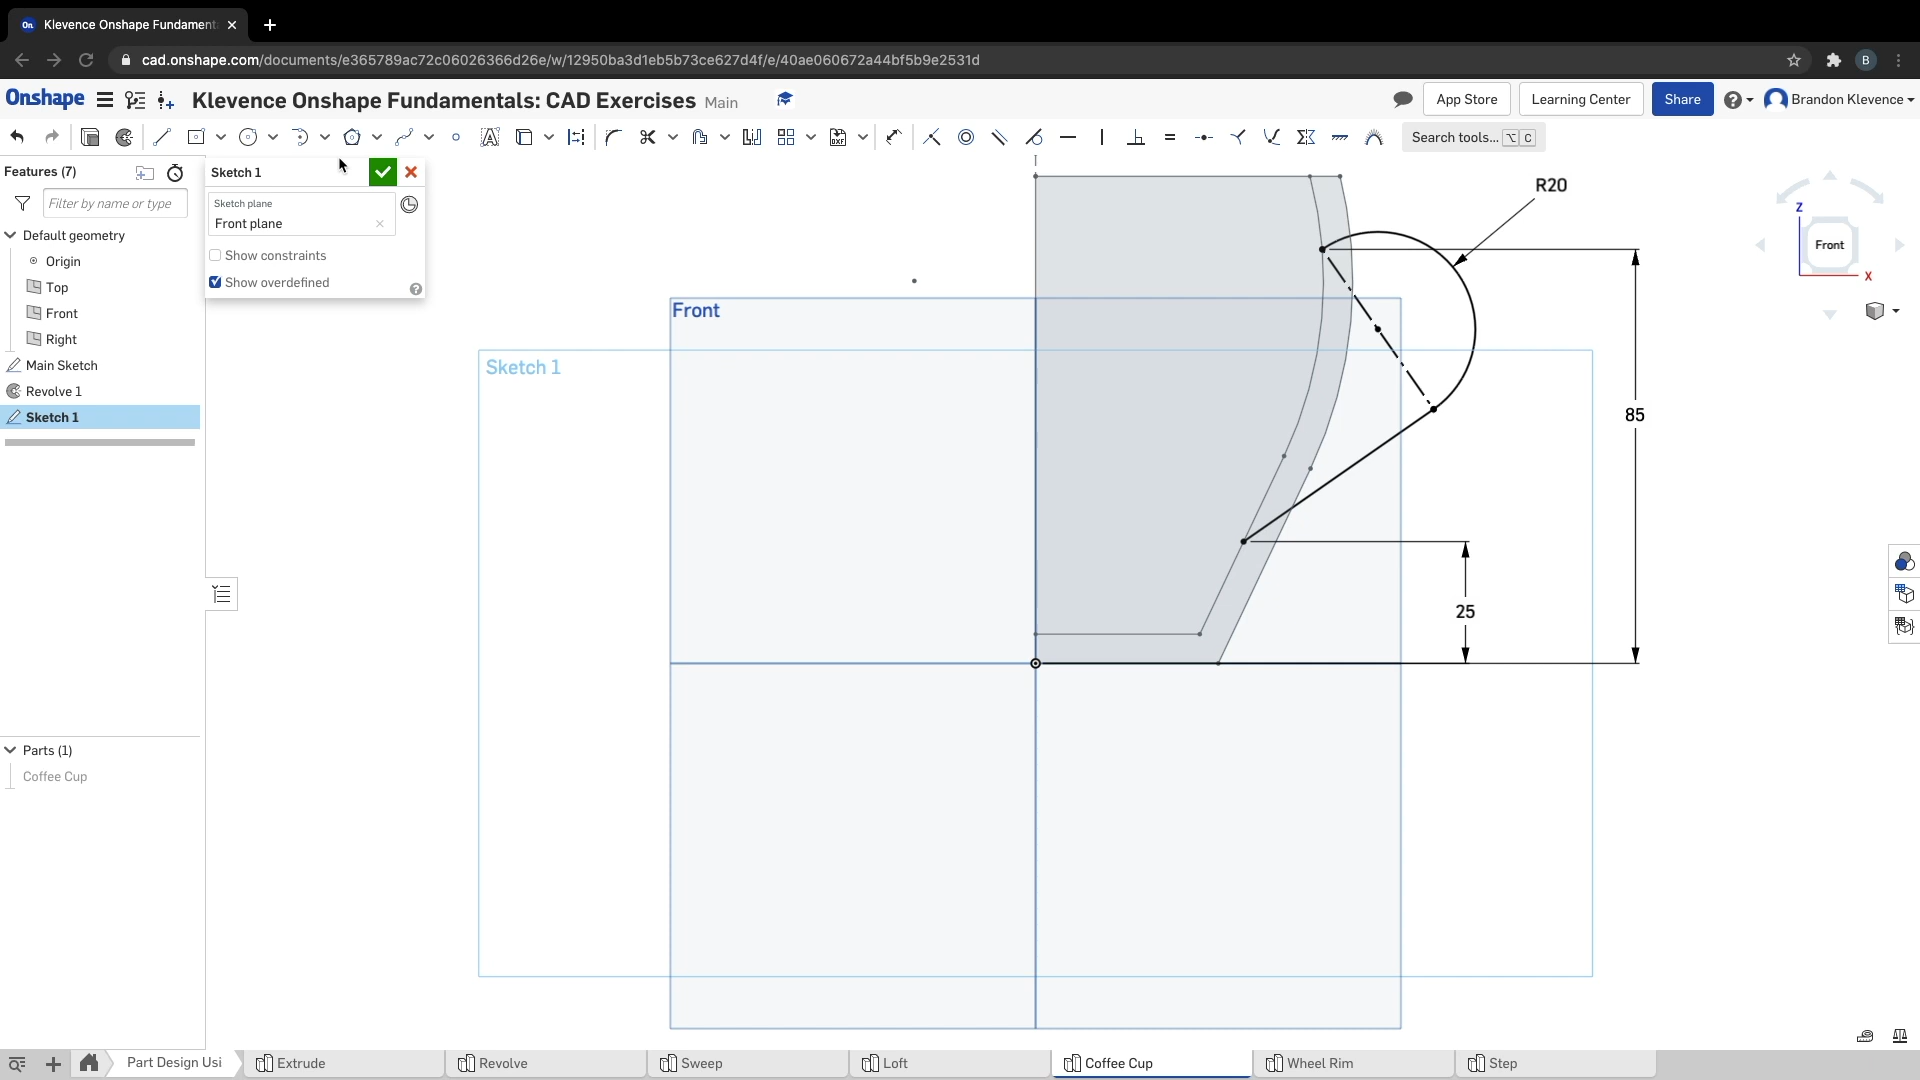 Klevence Onshape Fundament
cad.onshape.com/documents/e365789ac72c06026366d26e/w/12950ba3d1eb5b73ce627d4f/e/40ae060672a44bf5b9e2531d
B
Onshape
Klevence Onshape Fundamentals: CAD Exercises Main
App Store
Learning Center
Share
Brandon Klevence
Search tools... ⌥ C
Features (7)
Filter by name or type
Default geometry
Origin
Top
Front
Right
Main Sketch
Revolve 1
Sketch 1
Sketch 1
Sketch plane
Front plane
Show constraints
Show overdefined
Front
Sketch 1
R20
85
25
Z
Front
X
Parts (1)
Coffee Cup
Part Design Usi
Extrude
Revolve
Sweep
Loft
Coffee Cup
Wheel Rim
Step